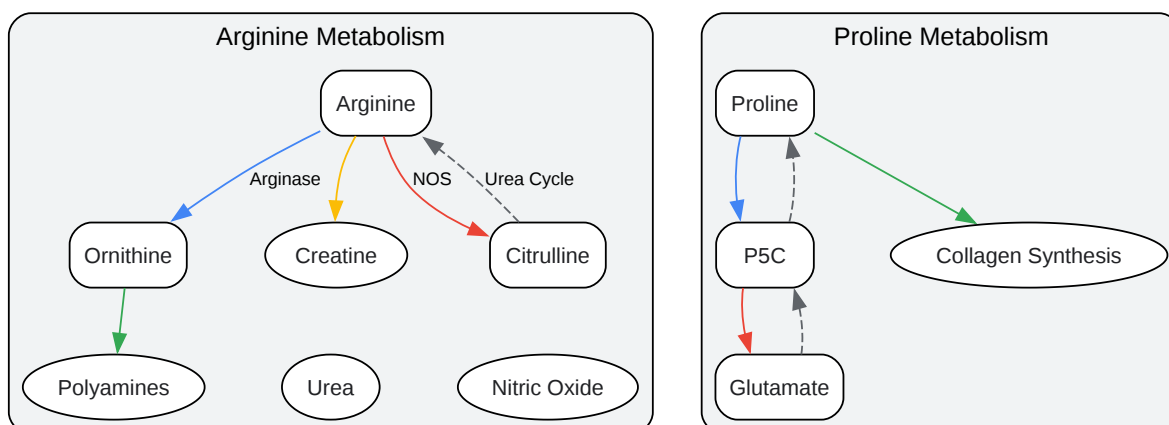 Arginine Metabolism
Arginine
Arginase
NOS
Urea Cycle
Ornithine
Creatine
Citrulline
Polyamines
Urea
Nitric Oxide
Proline Metabolism
Proline
P5C
Collagen Synthesis
Glutamate